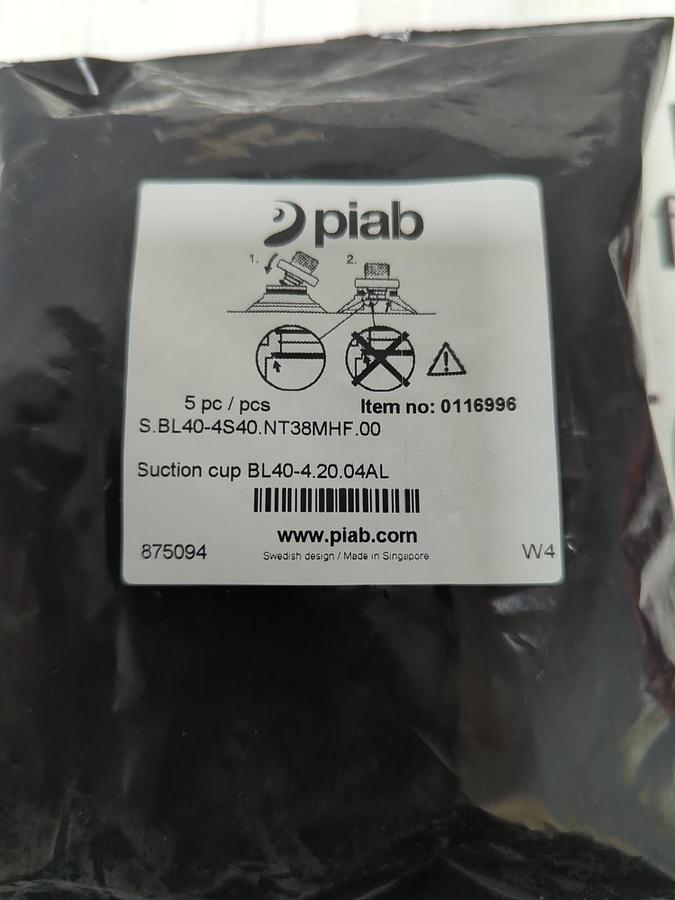 piab
1. 2.
5 pc / pcs Item no: 0116996
S.BL40-4S40.NT38MHF.00
Suction cup BL40-4.20.04AL
www.piab.com
875094 Swedish design / Made in Singapore W4